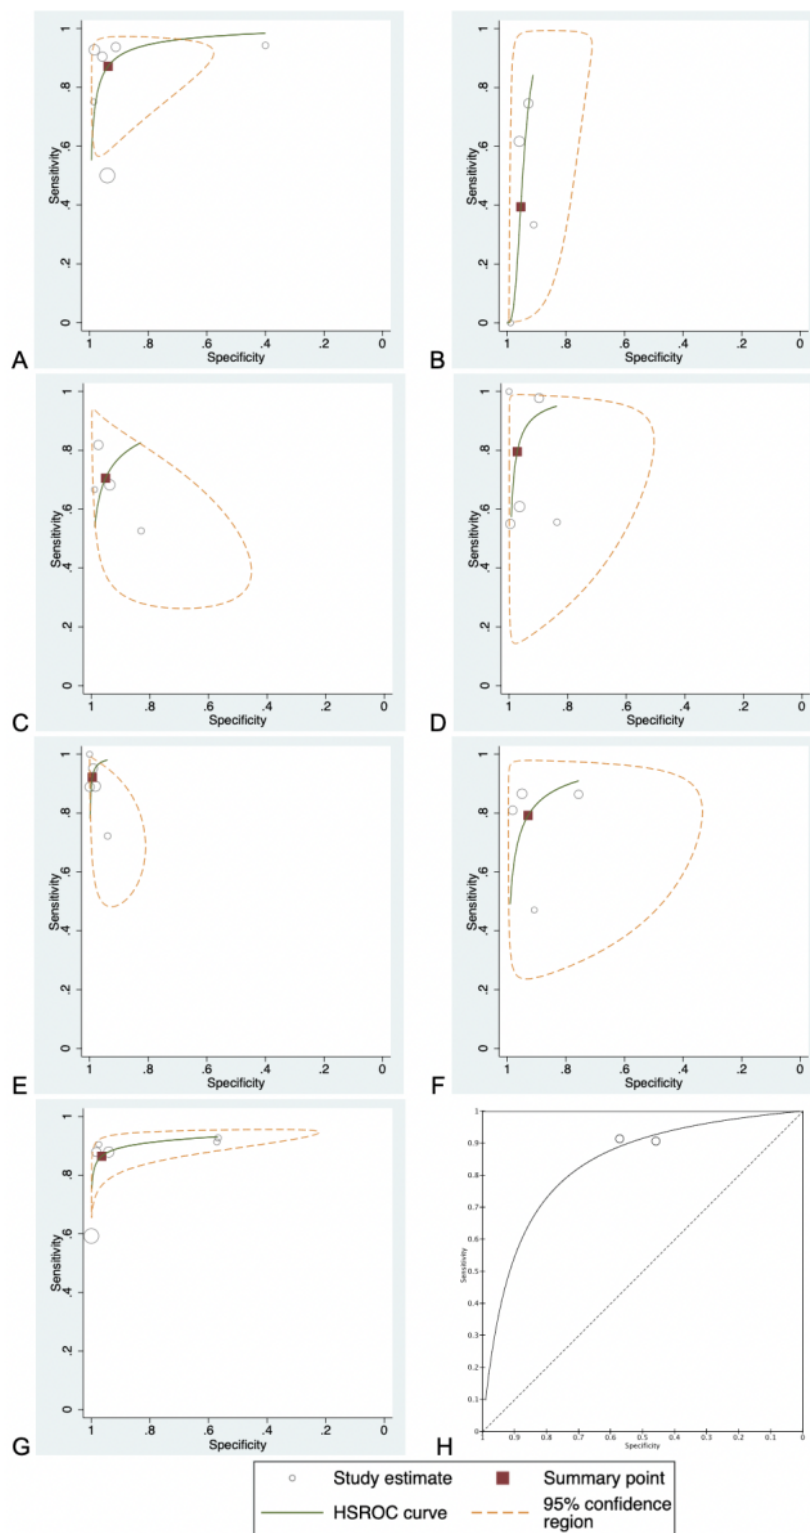 1
.8
.6
.4
.2
0
Sensitivity
1 .8 .6 .4 .2 0
Specificity
A
1
.8
.6
.4
.2
0
Sensitivity
1 .8 .6 .4 .2 0
Specificity
B
1
.8
.6
.4
.2
0
Sensitivity
1 .8 .6 .4 .2 0
Specificity
C
1
.8
.6
.4
.2
0
Sensitivity
1 .8 .6 .4 .2 0
Specificity
D
1
.8
.6
.4
.2
0
Sensitivity
1 .8 .6 .4 .2 0
Specificity
E
1
.8
.6
.4
.2
0
Sensitivity
1 .8 .6 .4 .2 0
Specificity
F
1
.8
.6
.4
.2
0
Sensitivity
1 .8 .6 .4 .2 0
Specificity
G
1
0.9
0.8
0.7
0.6
0.5
0.4
0.3
0.2
0.1
0
Sensitivity
1 0.9 0.8 0.7 0.6 0.5 0.4 0.3 0.2 0.1 0
Specificity
H
Study estimate Summary point
HSROC curve 95% confidence
region